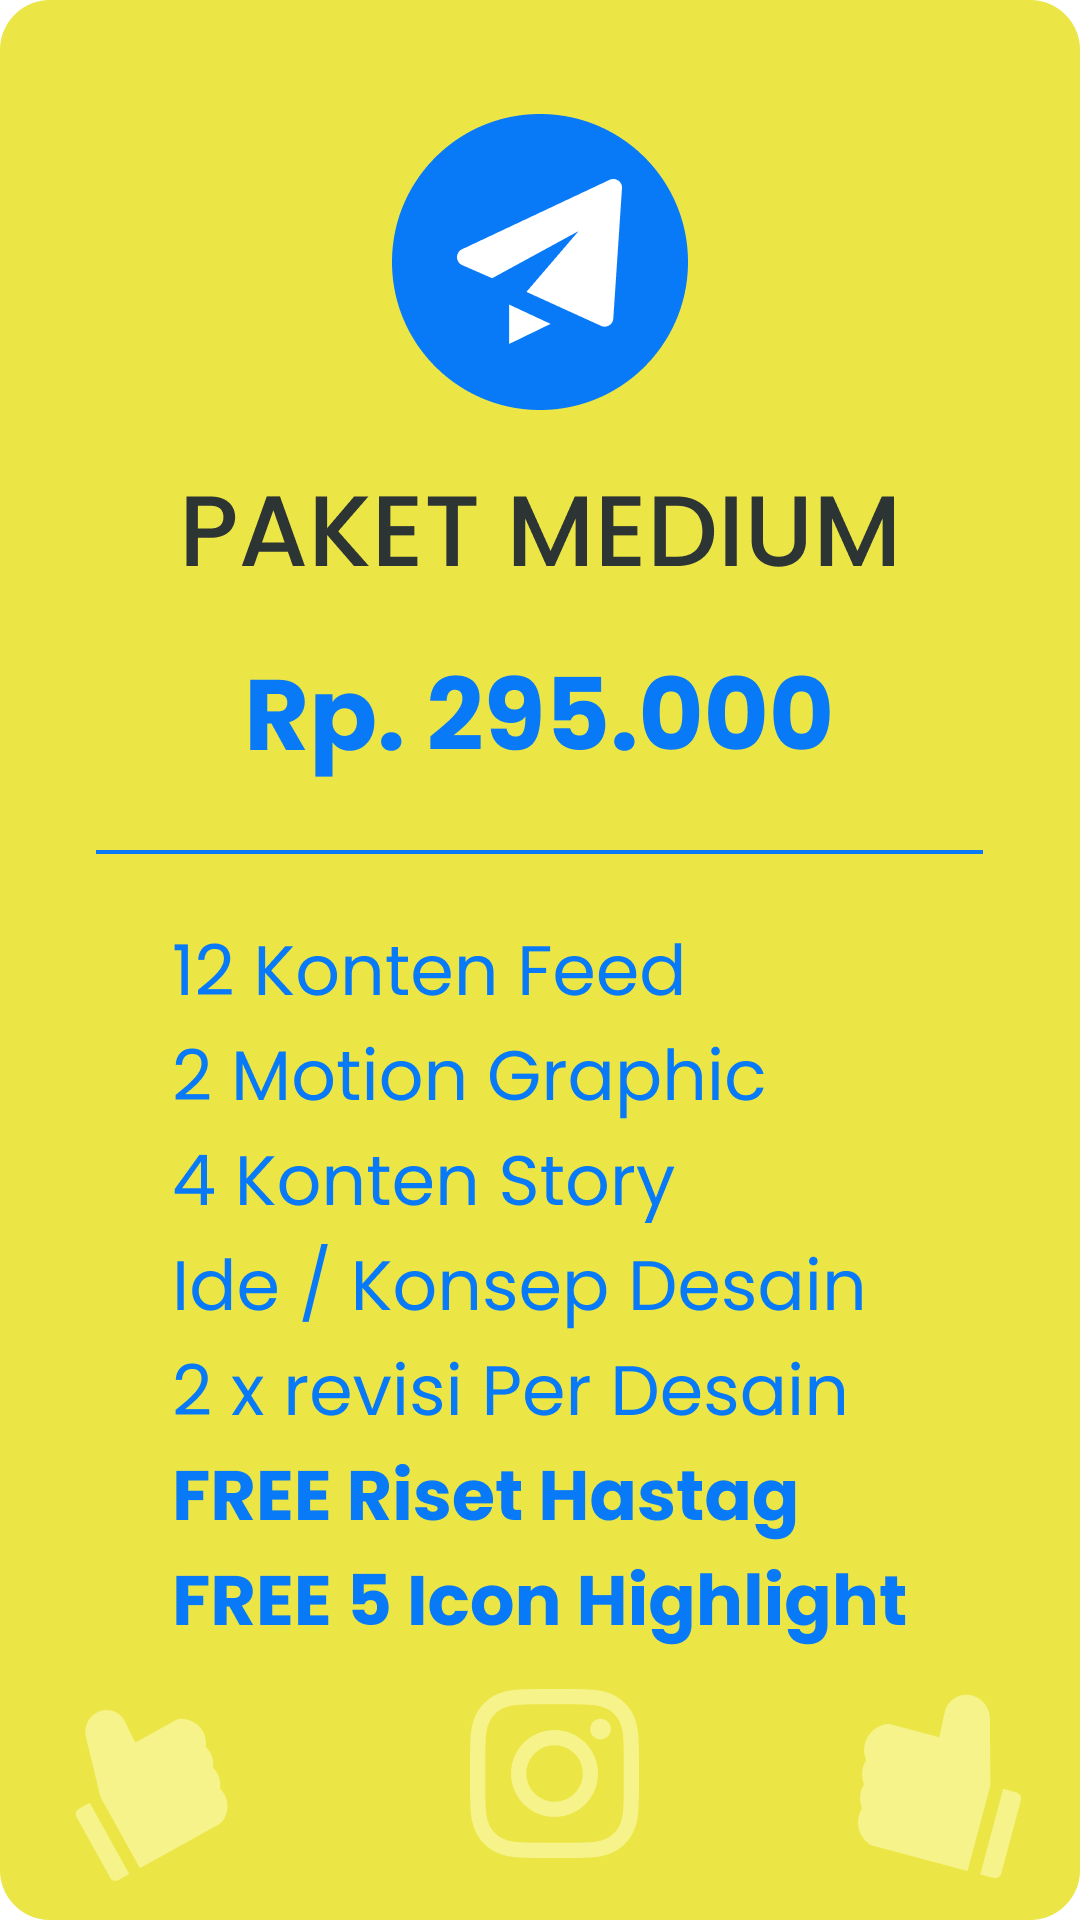 PAKET MEDIUM
Rp. 295.000
12 Konten Feed
2 Motion Graphic
4 Konten Story
Ide / Konsep Desain
2 x revisi Per Desain
FREE Riset Hastag
FREE 5 Icon Highlight